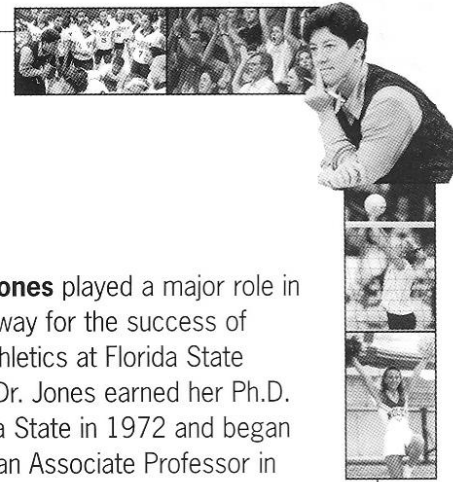 ones played a major role in
way for the success of
hletics at Florida State
Dr. Jones earned her Ph.D.
a State in 1972 and began
an Associate Professor in